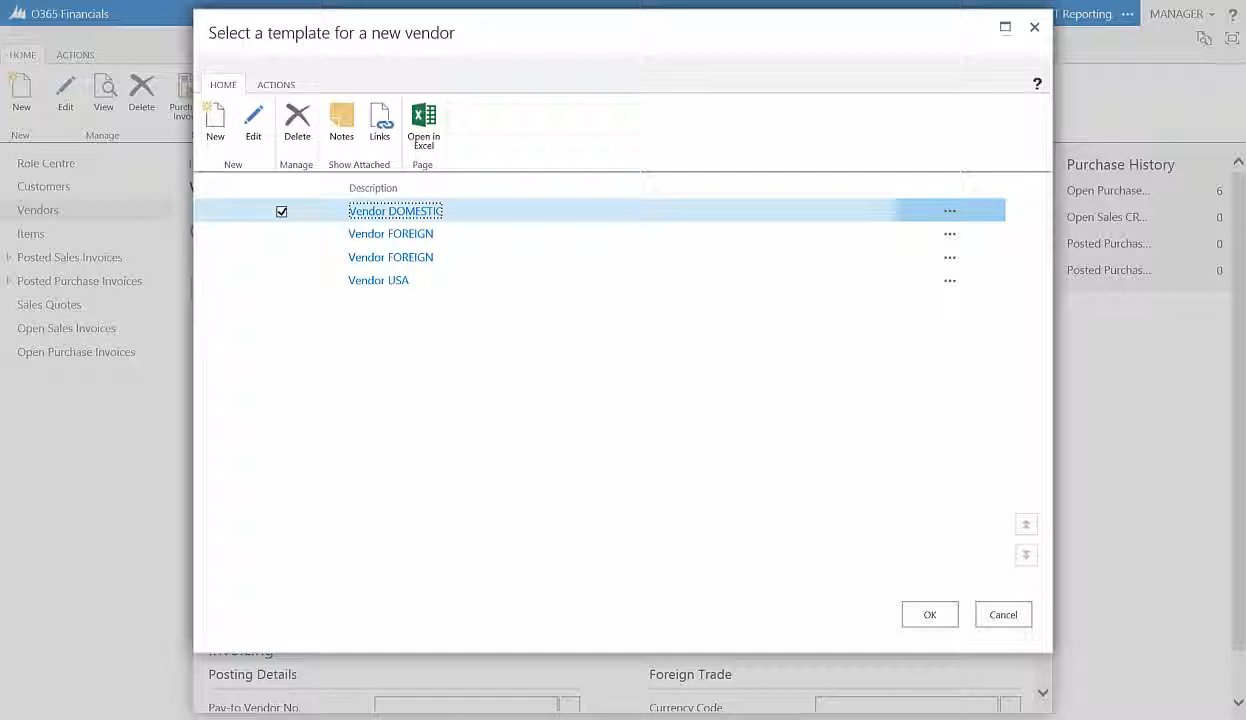 O365 Financials
T Reporting
MANAGER
?
HOME
ACTIONS
New
Edit
View
Delete
New
Manage
Role Centre
Customers
Vendors
Items
Posted Sales Invoices
Posted Purchase Invoices
Sales Quotes
Open Sales Invoices
Open Purchase Invoices
Select a template for a new vendor
HOME
ACTIONS
?
New
Edit
Delete
Notes
Links
Open in
Excel
New
Manage
Show Attached
Page
Description
Vendor DOMESTIC
Vendor FOREIGN
Vendor FOREIGN
Vendor USA
OK
Cancel
Purchase History
Open Purchase... 6
Open Sales CR... 0
Posted Purchas... 0
Posted Purchas... 0
Posting Details
Foreign Trade
Pay-to Vendor No.
Currency Code